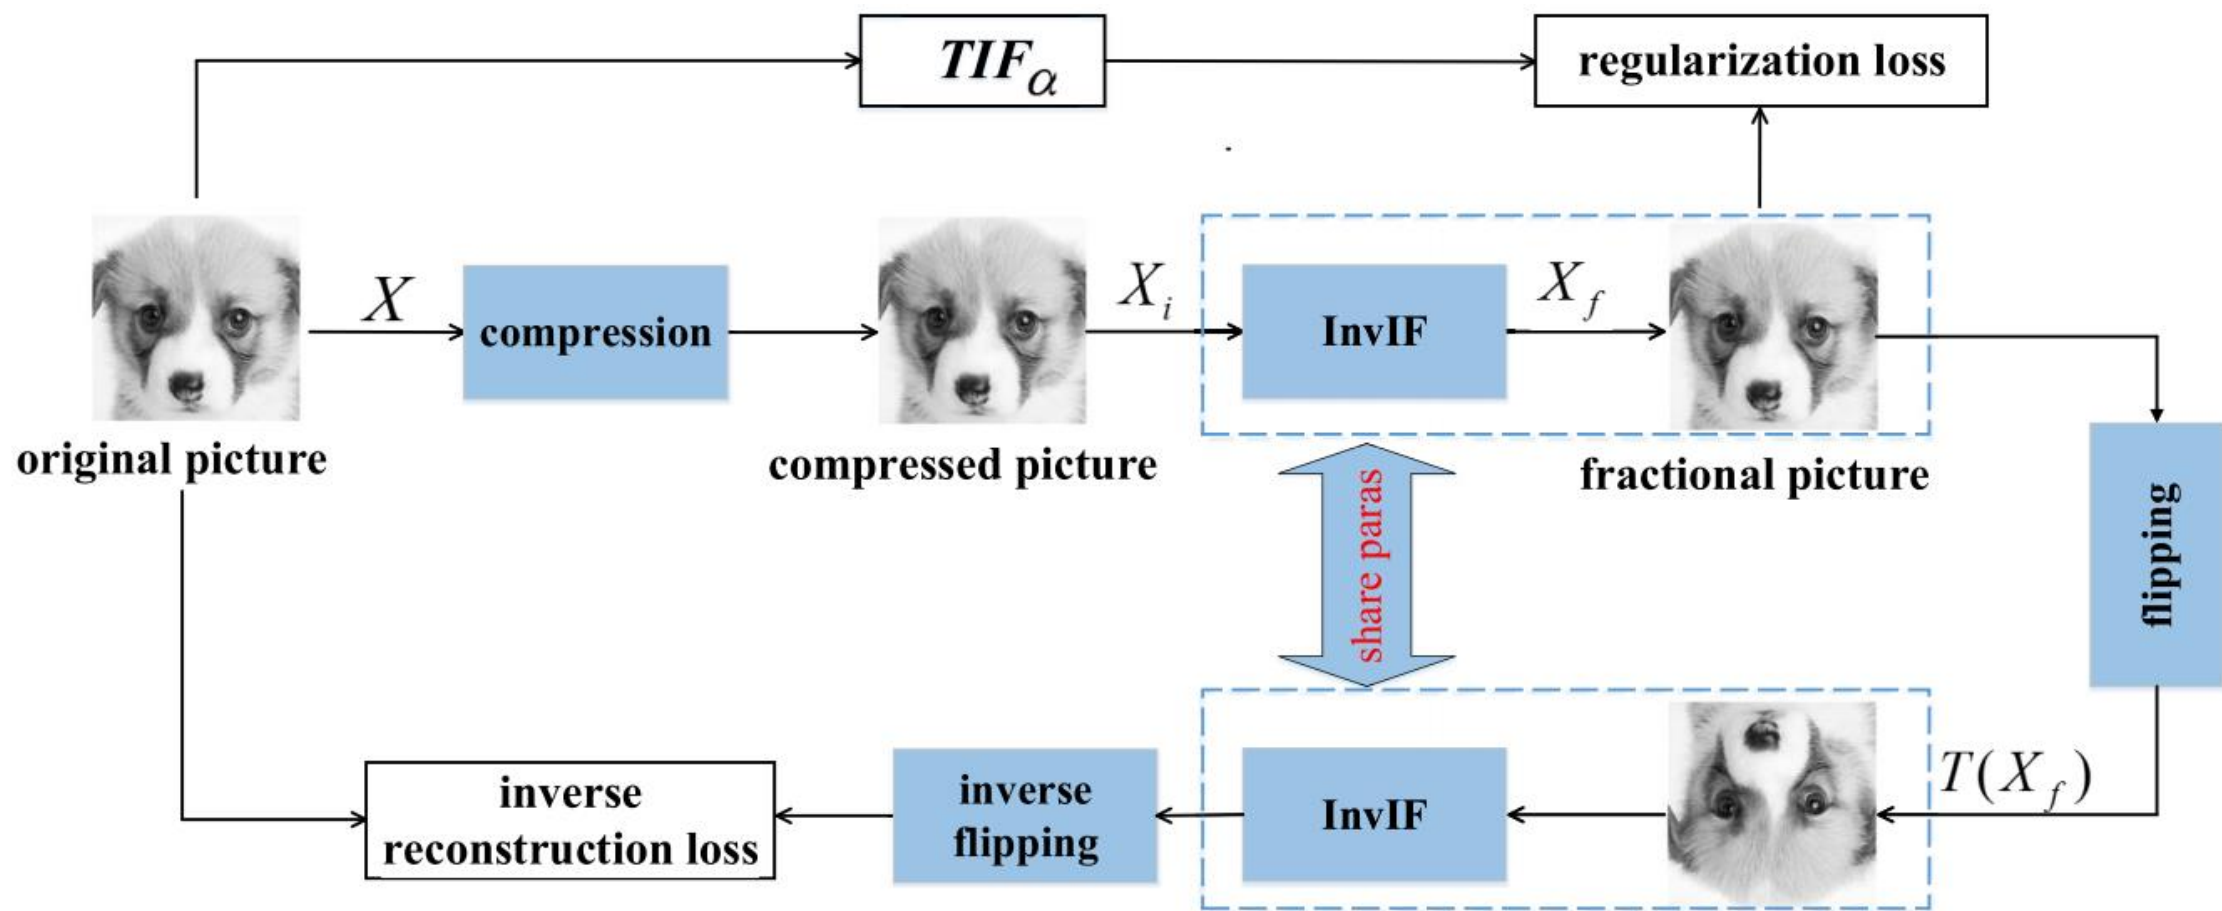 TIFα
regularization loss
X
compression
Xi
InvIF
Xf
original picture
compressed picture
fractional picture
share paras
flipping
inverse
reconstruction loss
inverse
flipping
InvIF
T(Xf)